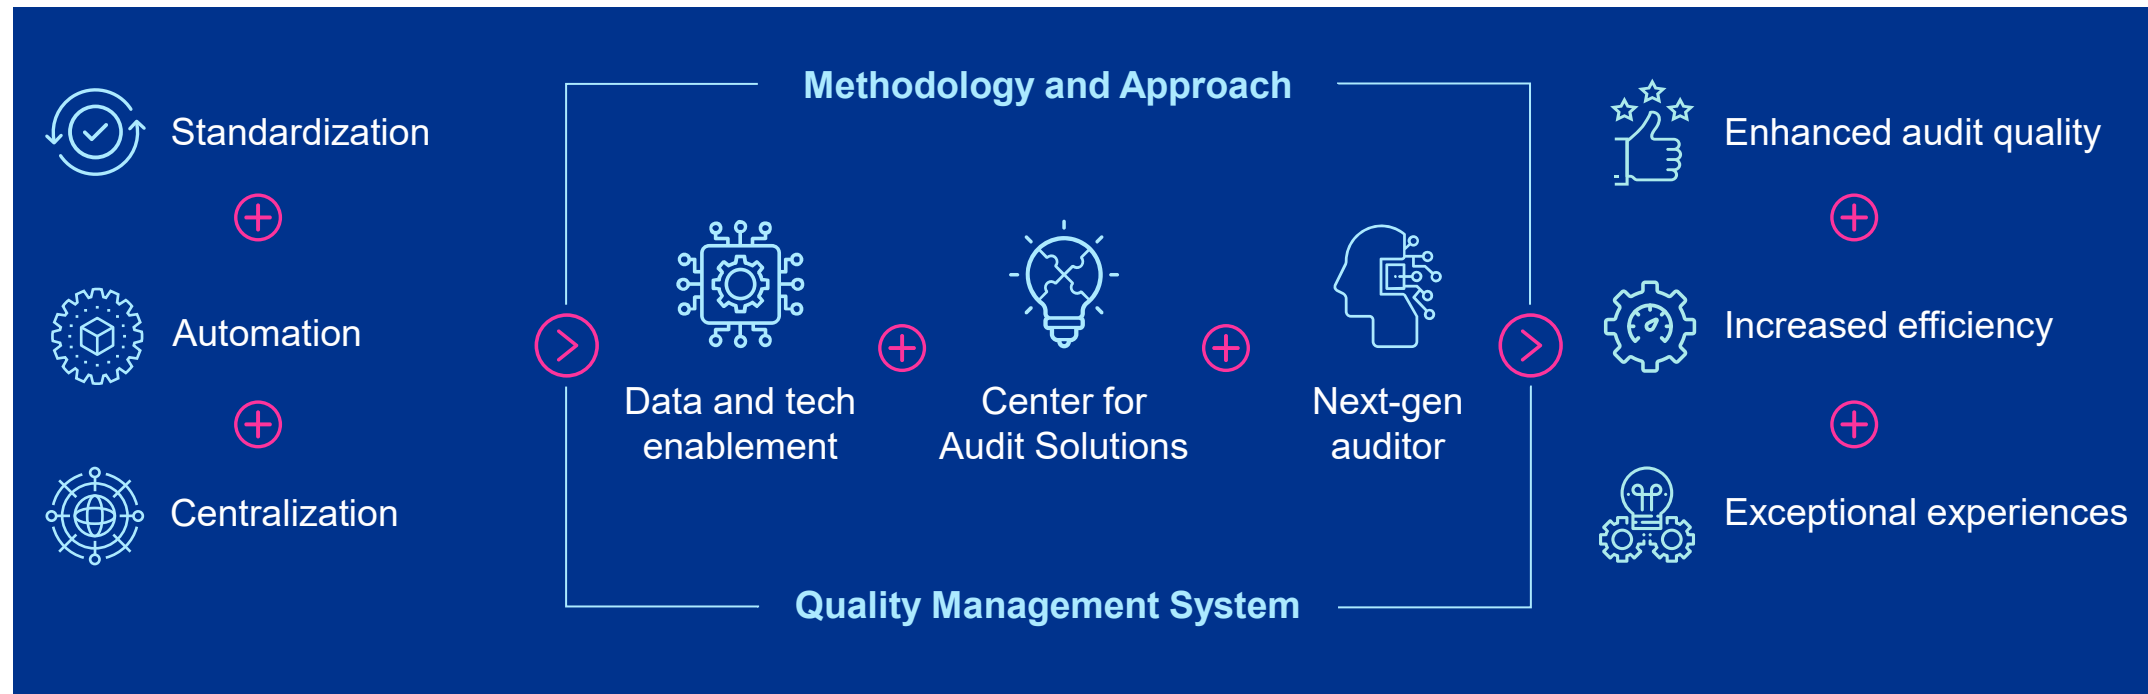 Standardization
Automation
Centralization
Methodology and Approach
Data and tech
enablement
Center for
Audit Solutions
Next-gen
auditor
Quality Management System
Enhanced audit quality
Increased efficiency
Exceptional experiences